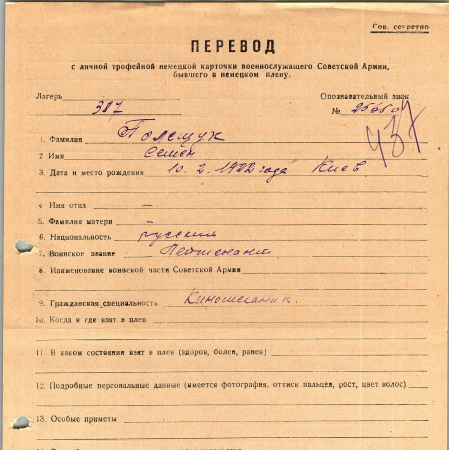 Сов. секретно
ПЕРЕВОД
с личной трофейной немецкой карточки военнослужащего Советской Армии,
бывшего в немецком плену.
Лагерь 387 Опознавательный знак
№ 25650
437
1. Фамилия Полещук
2 Имя Семен
3. Дата и место рождения 10. 2. 1922 года Киев
4. Имя отца —
5. Фамилия матери —
6. Национальность русский
7. Воинское звание Лейтенант
8. Наименование воинской части Советской Армии
9. Гражданская специальность Киномеханик.
10. Когда и где взят в плен
11. В каком состоянии взят в плен (здоров, болен, ранен)
12. Подробные персональные данные (имеется фотография, оттиск пальцев, рост, цвет волос)
13. Особые приметы